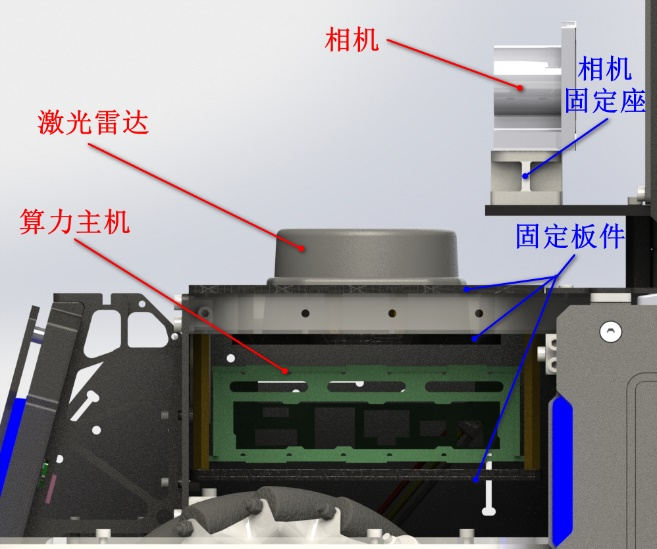 相机
相机
固定座
激光雷达
算力主机
固定板件